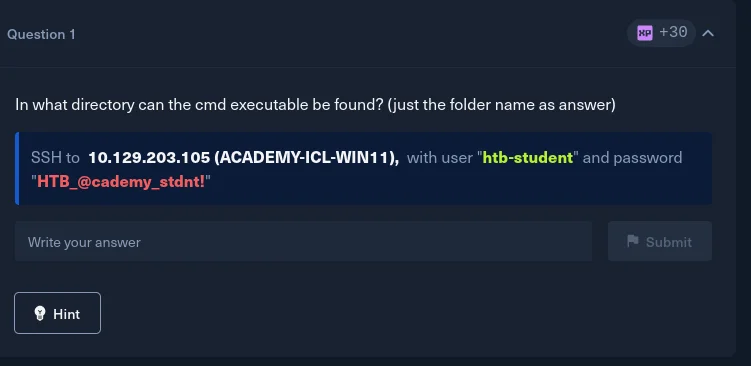 Question 1
XP +30
In what directory can the cmd executable be found? (just the folder name as answer)
SSH to 10.129.203.105 (ACADEMY-ICL-WIN11), with user "htb-student" and password
"HTB_@cademy_stdnt!"
Write your answer
Submit
Hint